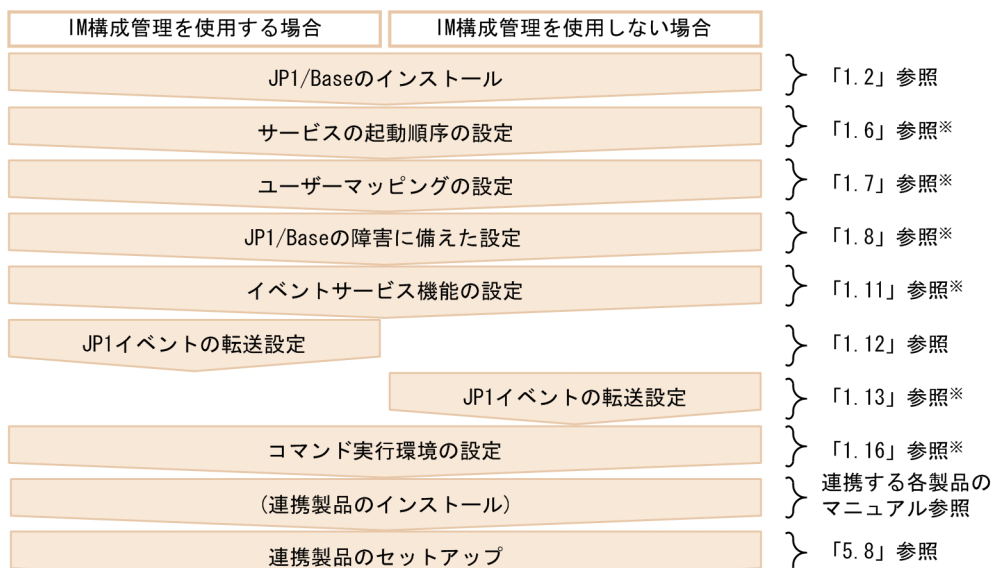 IM構成管理を使用する場合
IM構成管理を使用しない場合
JP1/Baseのインストール
「1.2」参照
サービスの起動順序の設定
「1.6」参照※
ユーザーマッピングの設定
「1.7」参照※
JP1/Baseの障害に備えた設定
「1.8」参照※
イベントサービス機能の設定
「1.11」参照※
JP1イベントの転送設定
「1.12」参照
JP1イベントの転送設定
「1.13」参照※
コマンド実行環境の設定
「1.16」参照※
(連携製品のインストール)
連携する各製品の
マニュアル参照
連携製品のセットアップ
「5.8」参照